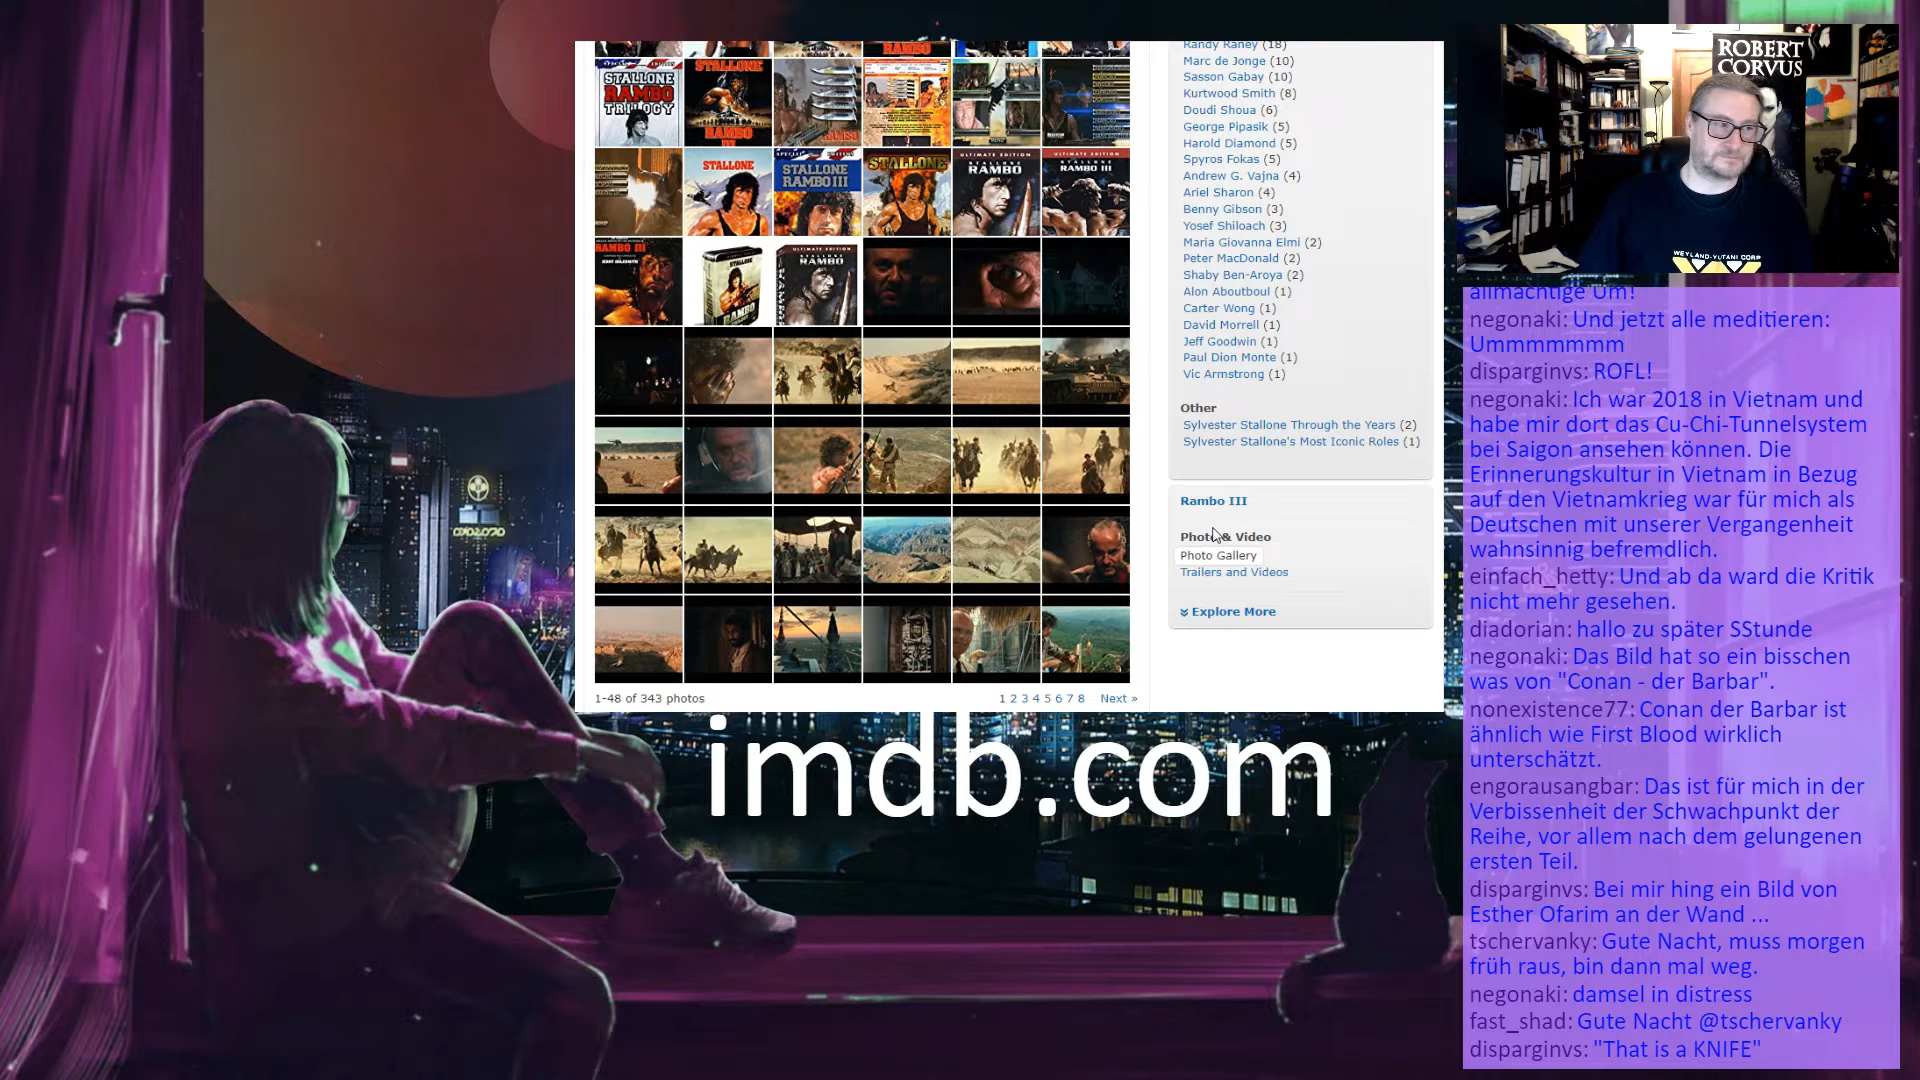 STALLONE
RAMBO
TRILOGY
STALLONE
RAMBO
III
RAMBO
STALLONE
STALLONE
RAMBO III
STALLONE
ULTIMATE EDITION
RAMBO
ULTIMATE EDITION
RAMBO III
RAMBO III
ULTIMATE EDITION
RAMBO
1-48 of 343 photos
1 2 3 4 5 6 7 8 Next »
Randy Raney (18)
Marc de Jonge (10)
Sasson Gabay (10)
Kurtwood Smith (8)
Doudi Shoua (6)
George Pipasik (5)
Harold Diamond (5)
Spyros Fokas (5)
Andrew G. Vajna (4)
Ariel Sharon (4)
Benny Gibson (3)
Yosef Shiloach (3)
Maria Giovanna Elmi (2)
Peter MacDonald (2)
Shaby Ben-Aroya (2)
Alon Aboutboul (1)
Carter Wong (1)
David Morrell (1)
Jeff Goodwin (1)
Paul Dion Monte (1)
Vic Armstrong (1)
Other
Sylvester Stallone Through the Years (2)
Sylvester Stallone's Most Iconic Roles (1)
Rambo III
Photo & Video
Photo Gallery
Trailers and Videos
Explore More
imdb.com
ROBERT
CORVUS
WEYLAND-YUTANI CORP
allmächtige Um!
negonaki: Und jetzt alle meditieren:
Ummmmmmm
disparginvs: ROFL!
negonaki: Ich war 2018 in Vietnam und
habe mir dort das Cu-Chi-Tunnelsystem
bei Saigon ansehen können. Die
Erinnerungskultur in Vietnam in Bezug
auf den Vietnamkrieg war für mich als
Deutschen mit unserer Vergangenheit
wahnsinnig befremdlich.
einfach_hetty: Und ab da ward die Kritik
nicht mehr gesehen.
diadorian: hallo zu später SStunde
negonaki: Das Bild hat so ein bisschen
was von "Conan - der Barbar".
nonexistence77: Conan der Barbar ist
ähnlich wie First Blood wirklich
unterschätzt.
engorausangbar: Das ist für mich in der
Verbissenheit der Schwachpunkt der
Reihe, vor allem nach dem gelungenen
ersten Teil.
disparginvs: Bei mir hing ein Bild von
Esther Ofarim an der Wand ...
tschervanky: Gute Nacht, muss morgen
früh raus, bin dann mal weg.
negonaki: damsel in distress
fast_shad: Gute Nacht @tschervanky
disparginvs: "That is a KNIFE"